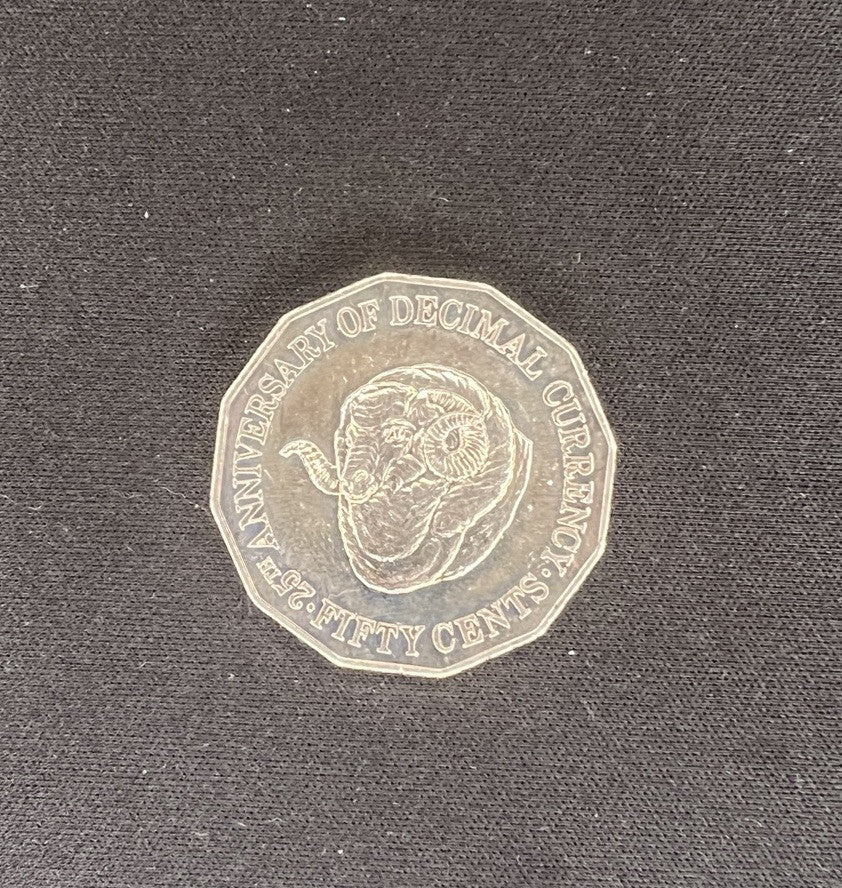 25TH ANNIVERSARY OF DECIMAL CURRENCY
· FIFTY CENTS ·